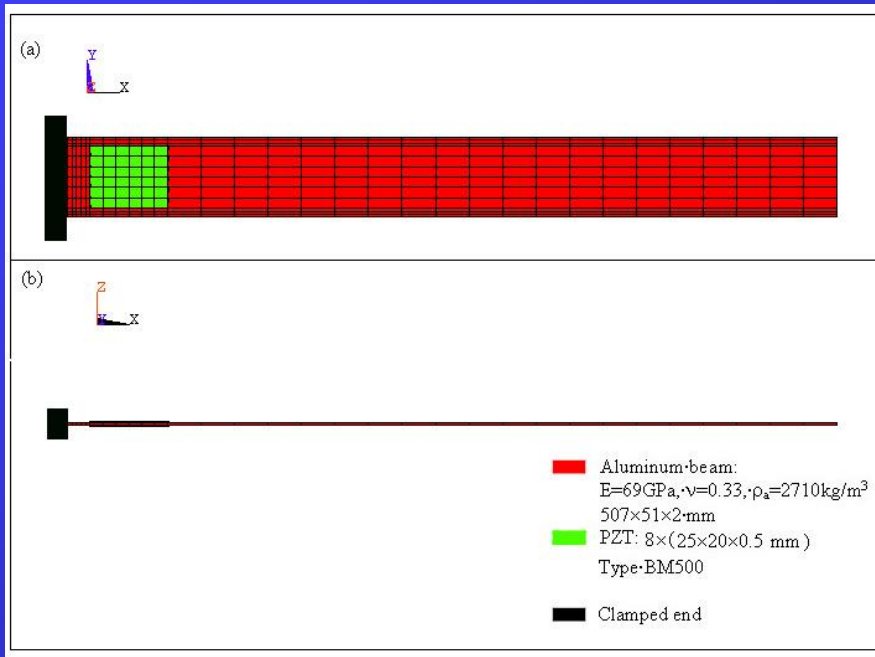 (a)
Y
Z X
(b)
Z
X
Aluminum·beam:
E=69GPa,·ν=0.33,·ρₐ=2710kg/m³
507×51×2·mm
PZT: 8×(25×20×0.5 mm)
Type·BM500
Clamped end